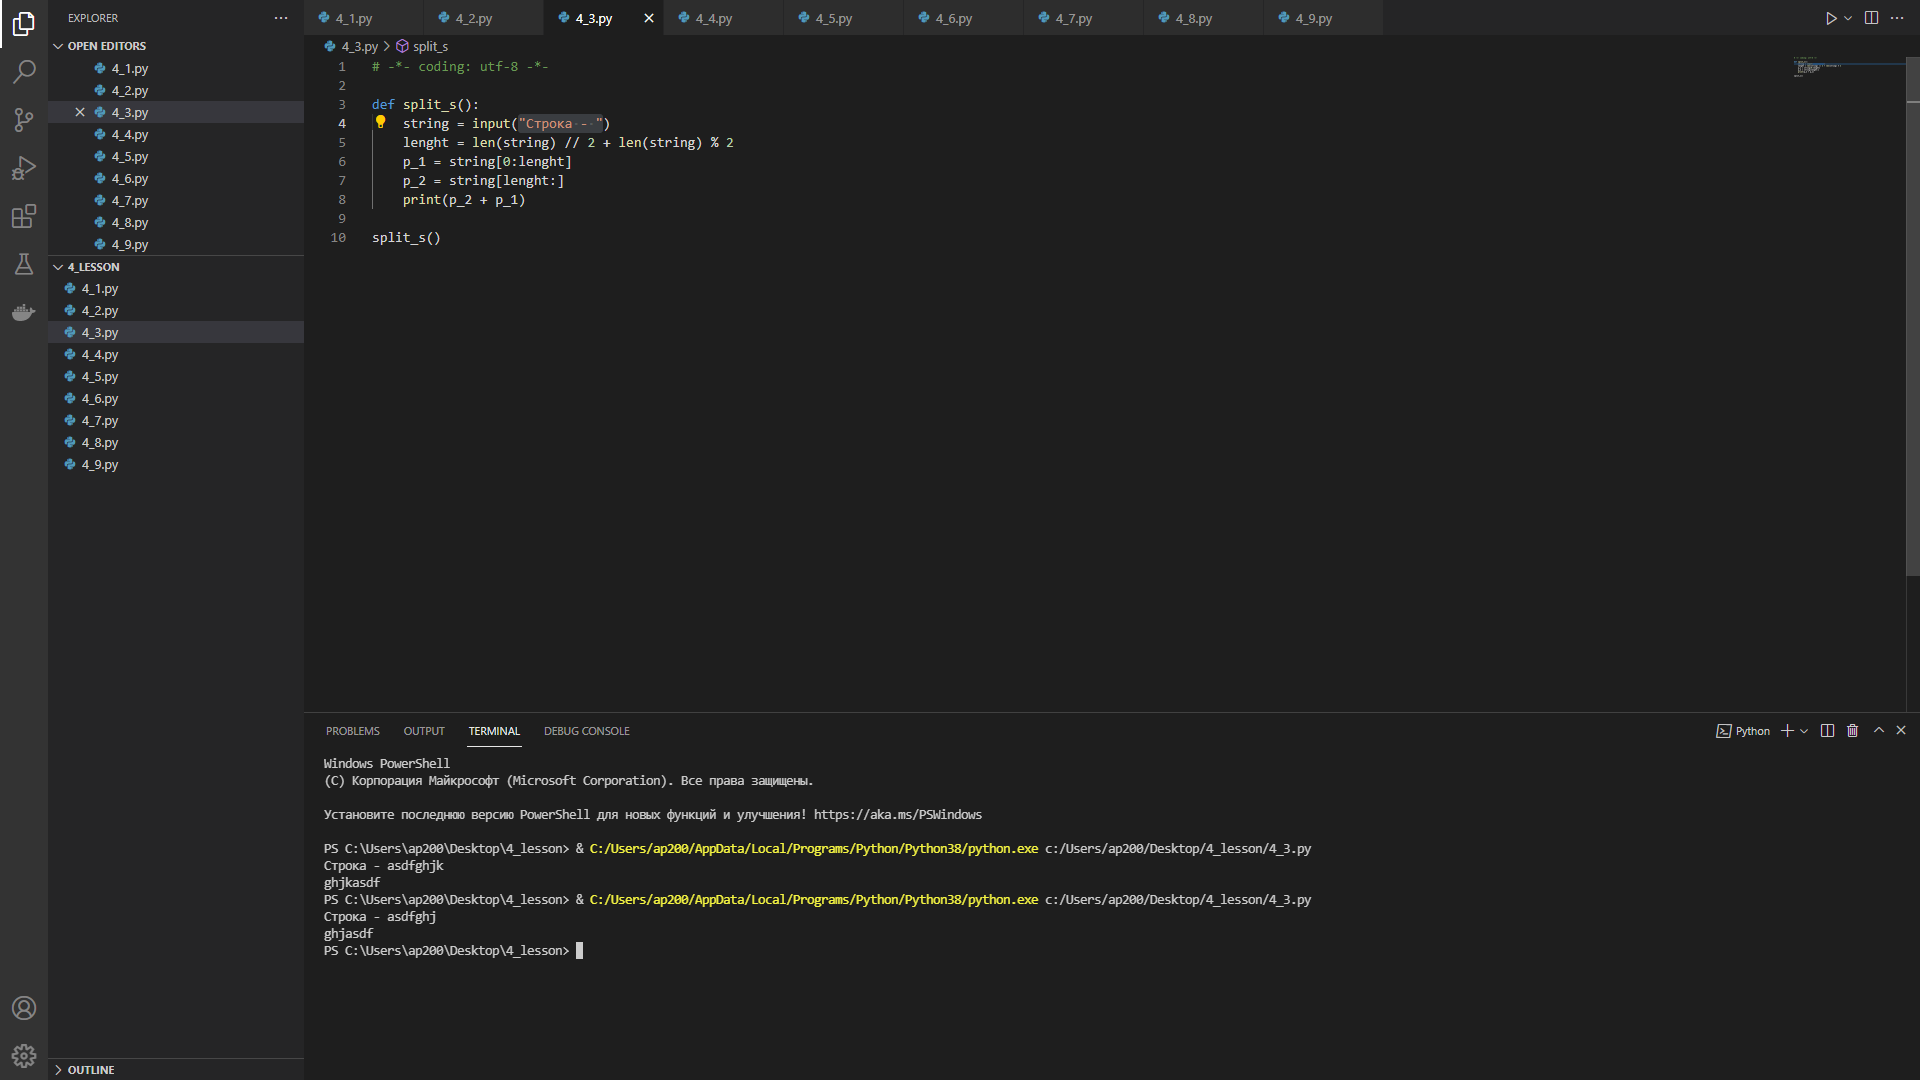 EXPLORER
OPEN EDITORS
4_1.py
4_2.py
4_3.py
4_4.py
4_5.py
4_6.py
4_7.py
4_8.py
4_9.py
4_LESSON
4_1.py
4_2.py
4_3.py
4_4.py
4_5.py
4_6.py
4_7.py
4_8.py
4_9.py
OUTLINE
4_1.py 4_2.py 4_3.py 4_4.py 4_5.py 4_6.py 4_7.py 4_8.py 4_9.py
4_3.py > split_s
1 # -*- coding: utf-8 -*-
2
3 def split_s():
4     string = input("Строка - ")
5     lenght = len(string) // 2 + len(string) % 2
6     p_1 = string[0:lenght]
7     p_2 = string[lenght:]
8     print(p_2 + p_1)
9
10 split_s()
PROBLEMS OUTPUT TERMINAL DEBUG CONSOLE Python
Windows PowerShell
(C) Корпорация Майкрософт (Microsoft Corporation). Все права защищены.
Установите последнюю версию PowerShell для новых функций и улучшения! https://aka.ms/PSWindows
PS C:\Users\ap200\Desktop\4_lesson> & C:/Users/ap200/AppData/Local/Programs/Python/Python38/python.exe c:/Users/ap200/Desktop/4_lesson/4_3.py
Строка - asdfghjk
ghjkasdf
PS C:\Users\ap200\Desktop\4_lesson> & C:/Users/ap200/AppData/Local/Programs/Python/Python38/python.exe c:/Users/ap200/Desktop/4_lesson/4_3.py
Строка - asdfghj
ghjasdf
PS C:\Users\ap200\Desktop\4_lesson>